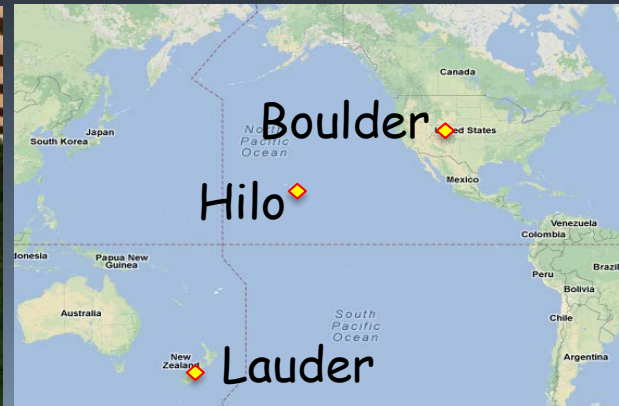 Canada
Boulder
United States
Japan
South Korea
North
Pacific
Ocean
Mexico
Hilo
Venezuela
Colombia
donesia
Papua New
Guinea
Peru
Brazil
Bolivia
Australia
South
Pacific
Ocean
Chile
New
Zealand
Lauder
Argentina